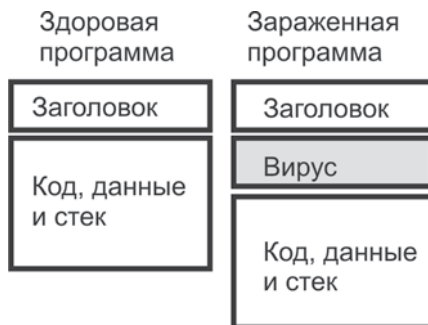 Здоровая
программа
Заголовок
Код, данные
и стек
Зараженная
программа
Заголовок
Вирус
Код, данные
и стек